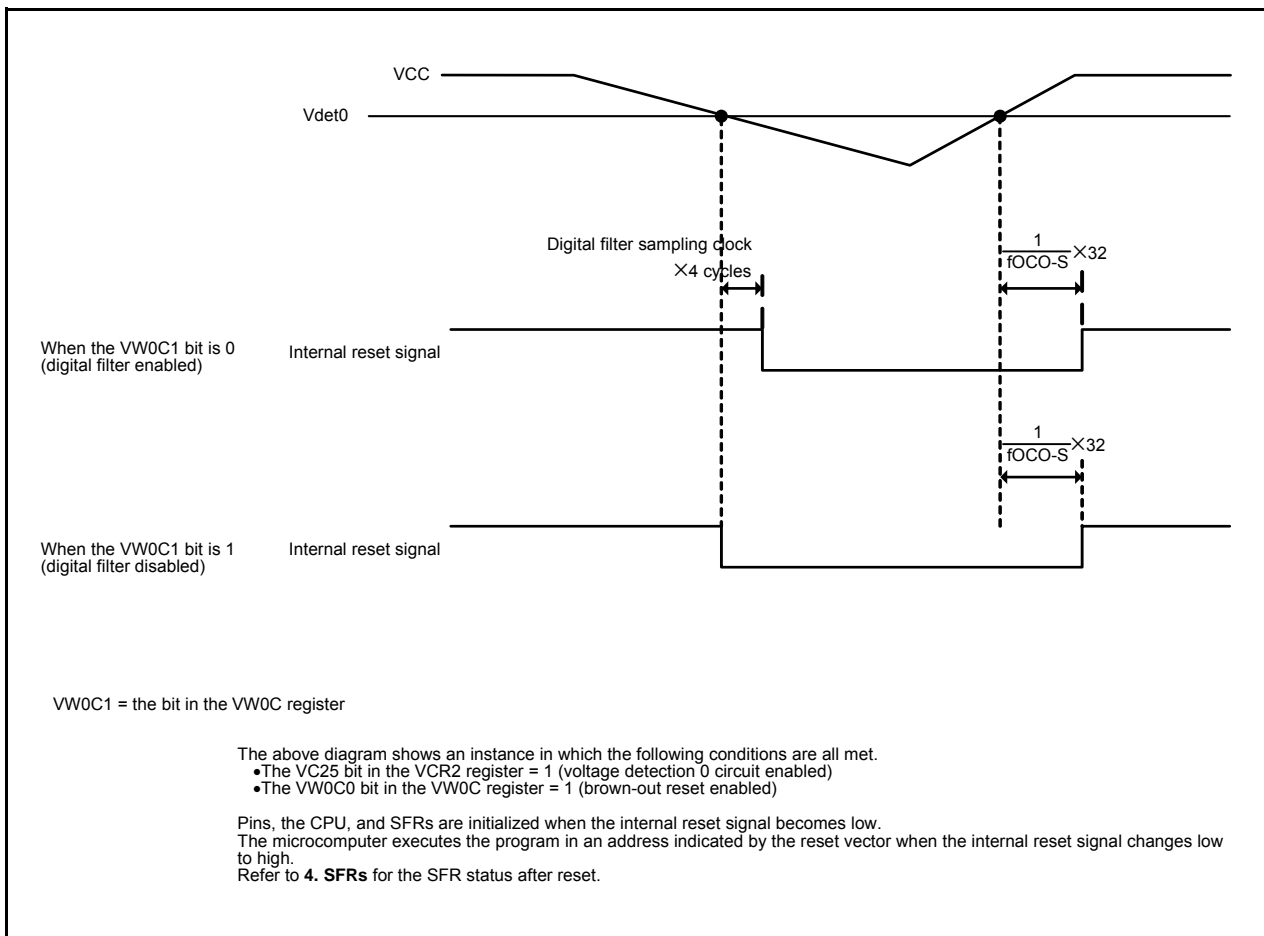 VCC
Vdet0
Digital filter sampling clock
×4 cycles
1
fOCO-S
×32
When the VW0C1 bit is 0
(digital filter enabled)
Internal reset signal
1
fOCO-S
×32
When the VW0C1 bit is 1
(digital filter disabled)
Internal reset signal
VW0C1 = the bit in the VW0C register
The above diagram shows an instance in which the following conditions are all met.
•The VC25 bit in the VCR2 register = 1 (voltage detection 0 circuit enabled)
•The VW0C0 bit in the VW0C register = 1 (brown-out reset enabled)
Pins, the CPU, and SFRs are initialized when the internal reset signal becomes low.
The microcomputer executes the program in an address indicated by the reset vector when the internal reset signal changes low
to high.
Refer to 4. SFRs for the SFR status after reset.